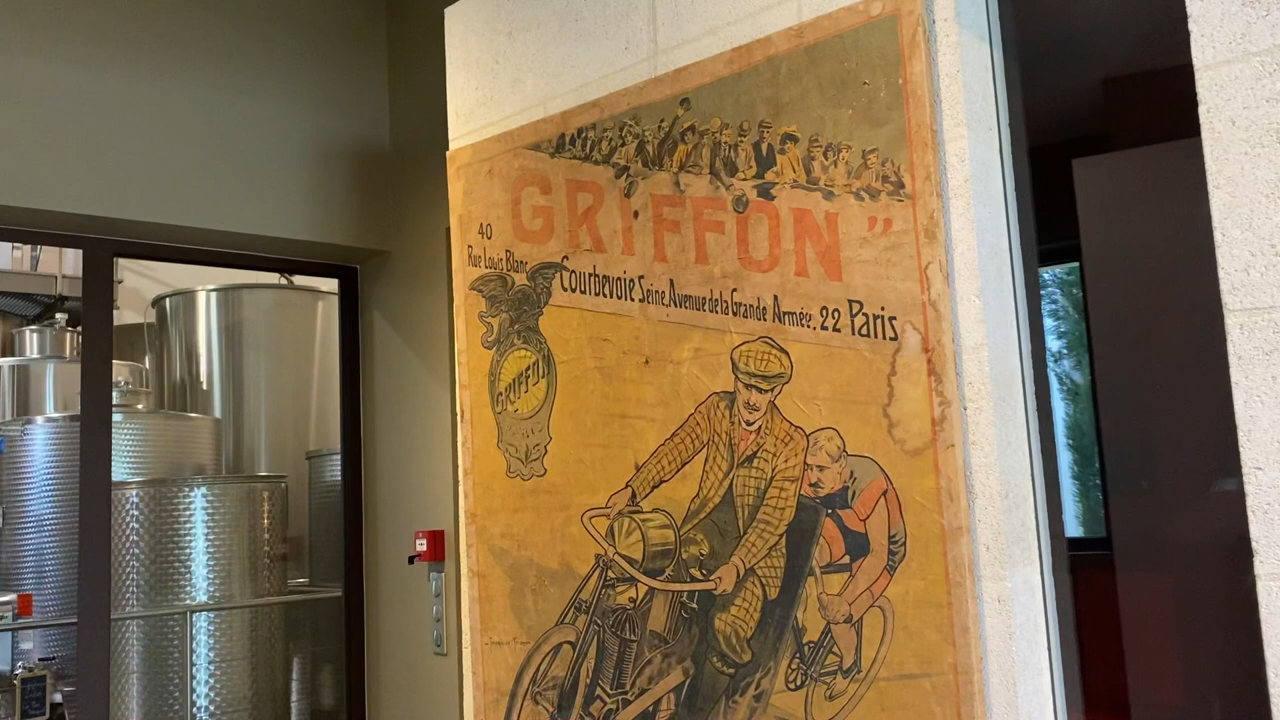 GRIFFON"
40
Rue Louis Blanc
Courbevoie Seine. Avenue de la Grande Armée. 22 Paris
GRIFFON